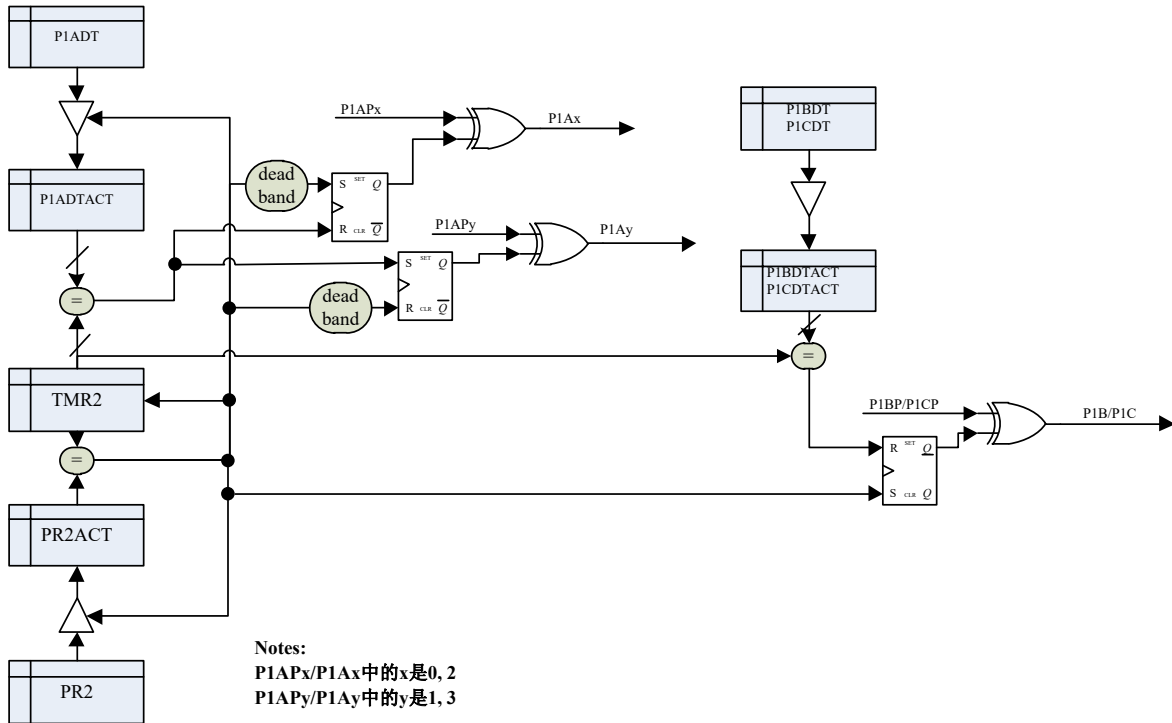 P1ADT
P1ADTACT
=
TMR2
=
PR2ACT
PR2
dead
band
P1APx
P1Ax
S SET Q
R CLR Q
P1APy
P1Ay
S SET Q
R CLR Q
dead
band
P1BDT
P1CDT
P1BDTACT
P1CDTACT
=
P1BP/P1CP
P1B/P1C
R SET Q
S CLR Q
Notes:
P1APx/P1Ax中的x是0, 2
P1APy/P1Ay中的y是1, 3